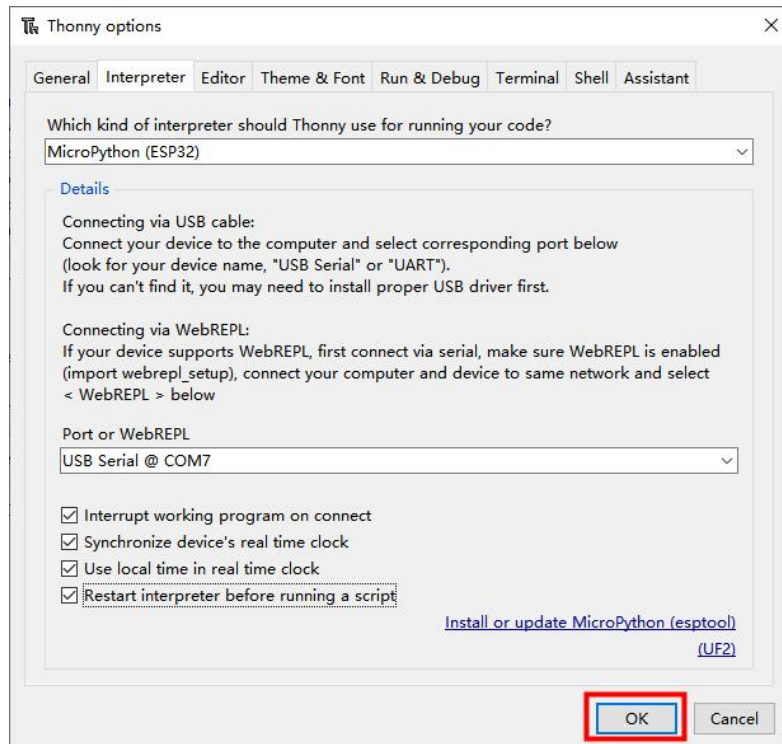 Thonny options
General Interpreter Editor Theme & Font Run & Debug Terminal Shell Assistant
Which kind of interpreter should Thonny use for running your code?
MicroPython (ESP32)
Details
Connecting via USB cable:
Connect your device to the computer and select corresponding port below
(look for your device name, "USB Serial" or "UART").
If you can't find it, you may need to install proper USB driver first.
Connecting via WebREPL:
If your device supports WebREPL, first connect via serial, make sure WebREPL is enabled
(import webrepl_setup), connect your computer and device to same network and select
< WebREPL > below
Port or WebREPL
USB Serial @ COM7
Interrupt working program on connect
Synchronize device's real time clock
Use local time in real time clock
Restart interpreter before running a script
Install or update MicroPython (esptool)
(UF2)
OK Cancel